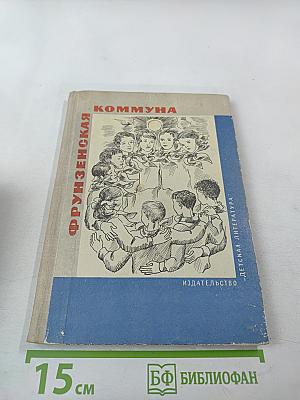 ФРУНЗЕНСКАЯ
КОММУНА
ИЗДАТЕЛЬСТВО
ДЕТСКАЯ ЛИТЕРАТУРА
15 см
БФ БИБЛИОФАН